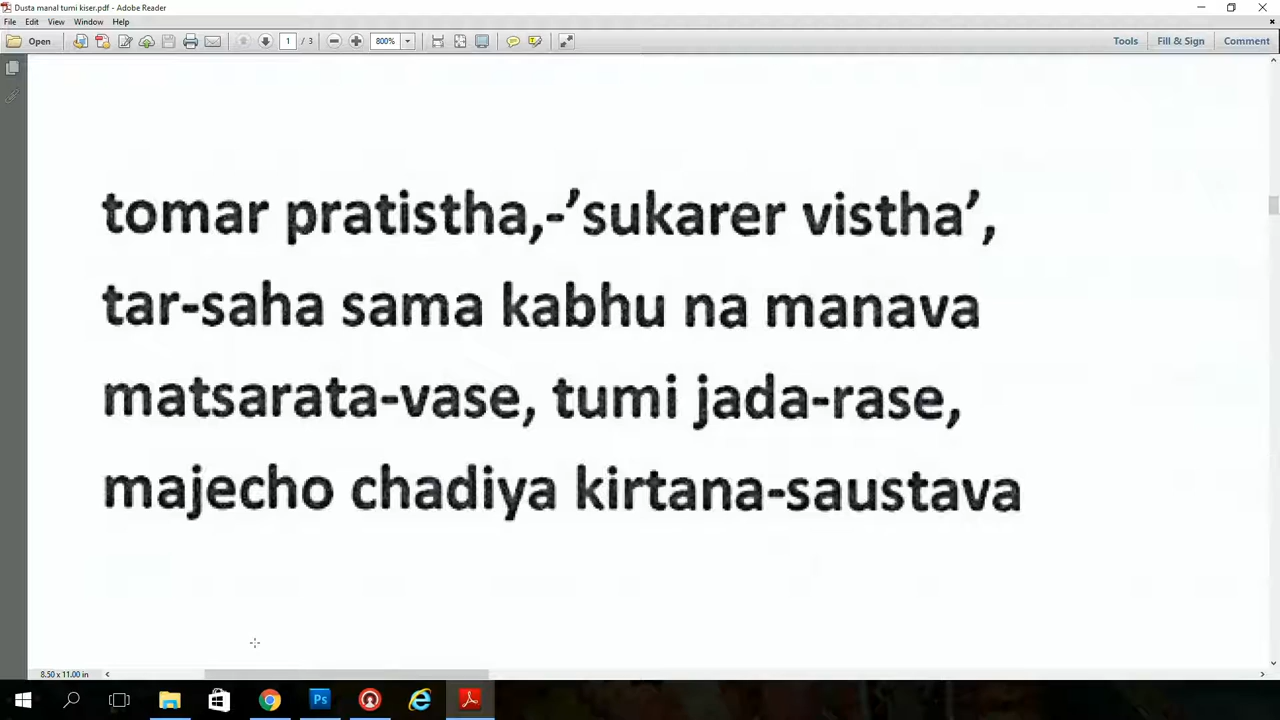 Dusta manal tumi kiser.pdf - Adobe Reader
File Edit View Window Help
Open 1 / 3 800% Tools Fill & Sign Comment
tomar pratistha,-’sukarer vistha’,
tar-saha sama kabhu na manava
matsarata-vase, tumi jada-rase,
majecho chadiya kirtana-saustava
8.50 x 11.00 in